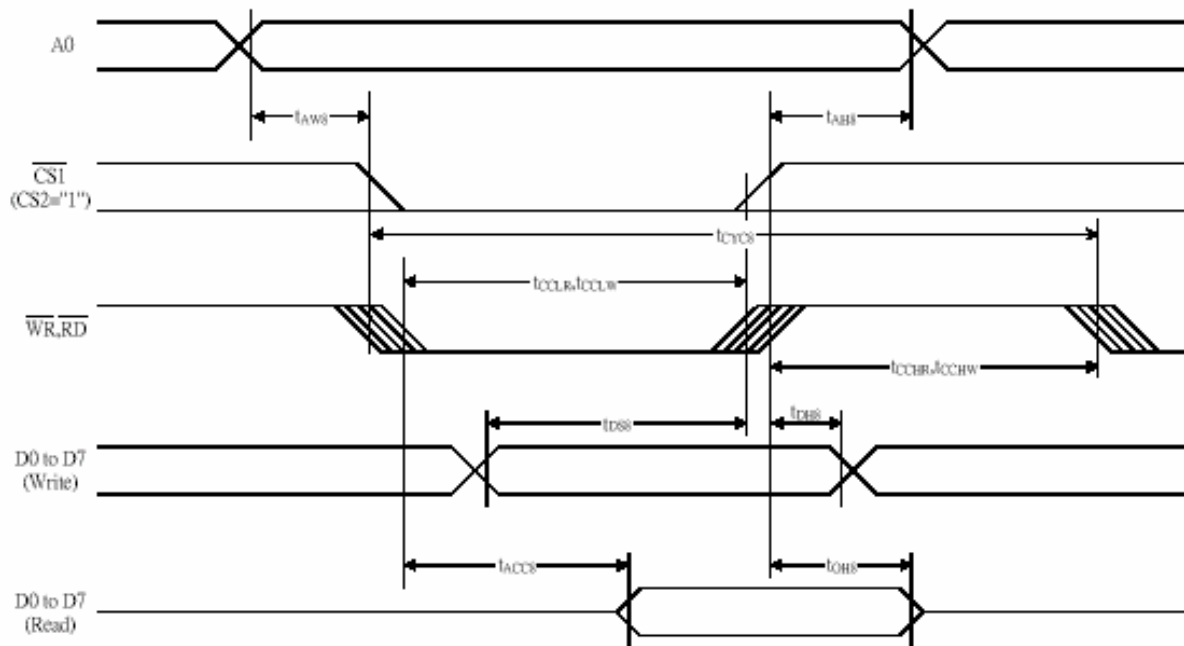 A0
tAW8
tAH8
CS1
(CS2="1")
tCYC8
tCCLR,tCCLW
WR,RD
tCCHR,tCCHW
tDS8
tDH8
D0 to D7
(Write)
tACC8
tOH8
D0 to D7
(Read)